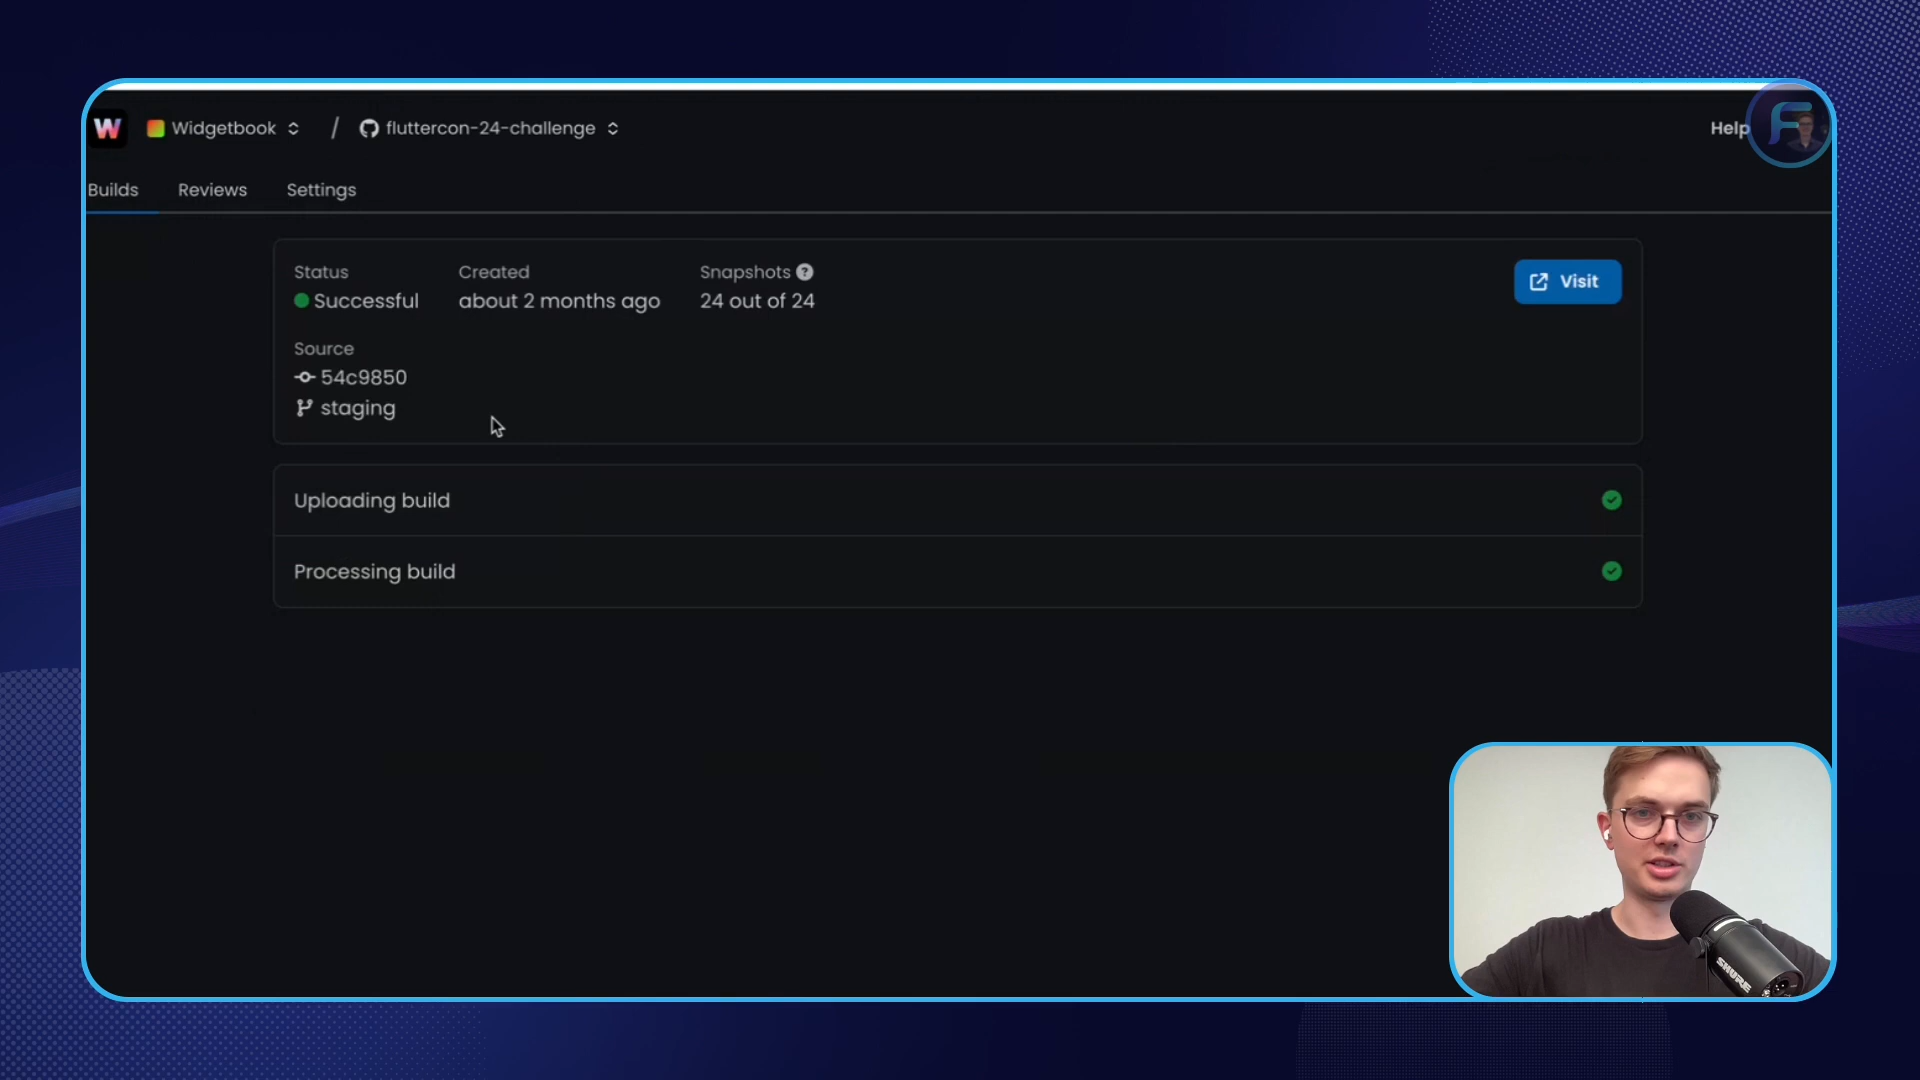 W Widgetbook / fluttercon-24-challenge Help
Builds Reviews Settings
Status Created Snapshots ?
Successful about 2 months ago 24 out of 24
Visit
Source
54c9850
staging
Uploading build
Processing build
F
SHURE